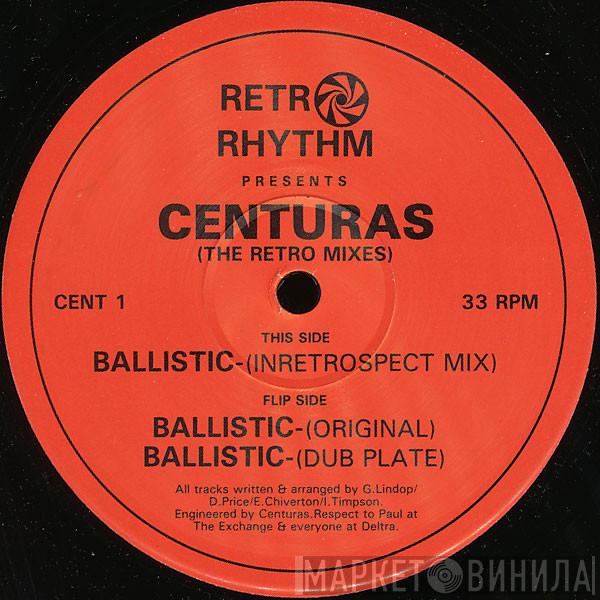 RETRO
RHYTHM
PRESENTS
CENTURAS
(THE RETRO MIXES)
CENT 1
33 RPM
THIS SIDE
BALLISTIC-(INRETROSPECT MIX)
FLIP SIDE
BALLISTIC-(ORIGINAL)
BALLISTIC-(DUB PLATE)
All tracks written & arranged by G.Lindop/
D.Price/E.Chiverton/I.Timpson.
Engineered by Centuras.Respect to Paul at
The Exchange & everyone at Deltra.
МАРКЕТ ВИНИЛА